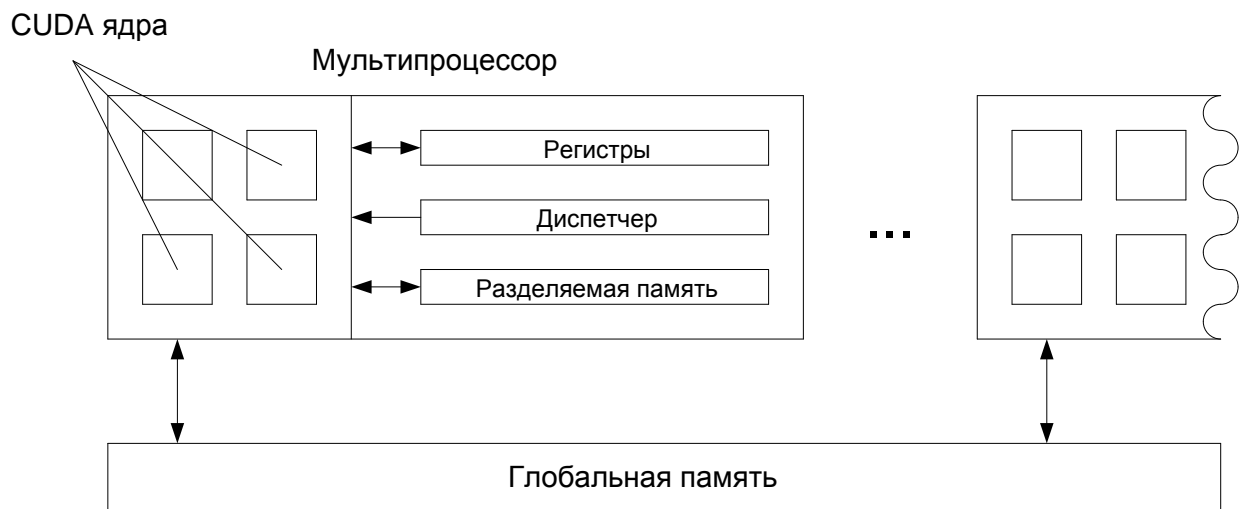 CUDA ядра
Мультипроцессор
Регистры
Диспетчер
...
Разделяемая память
Глобальная память